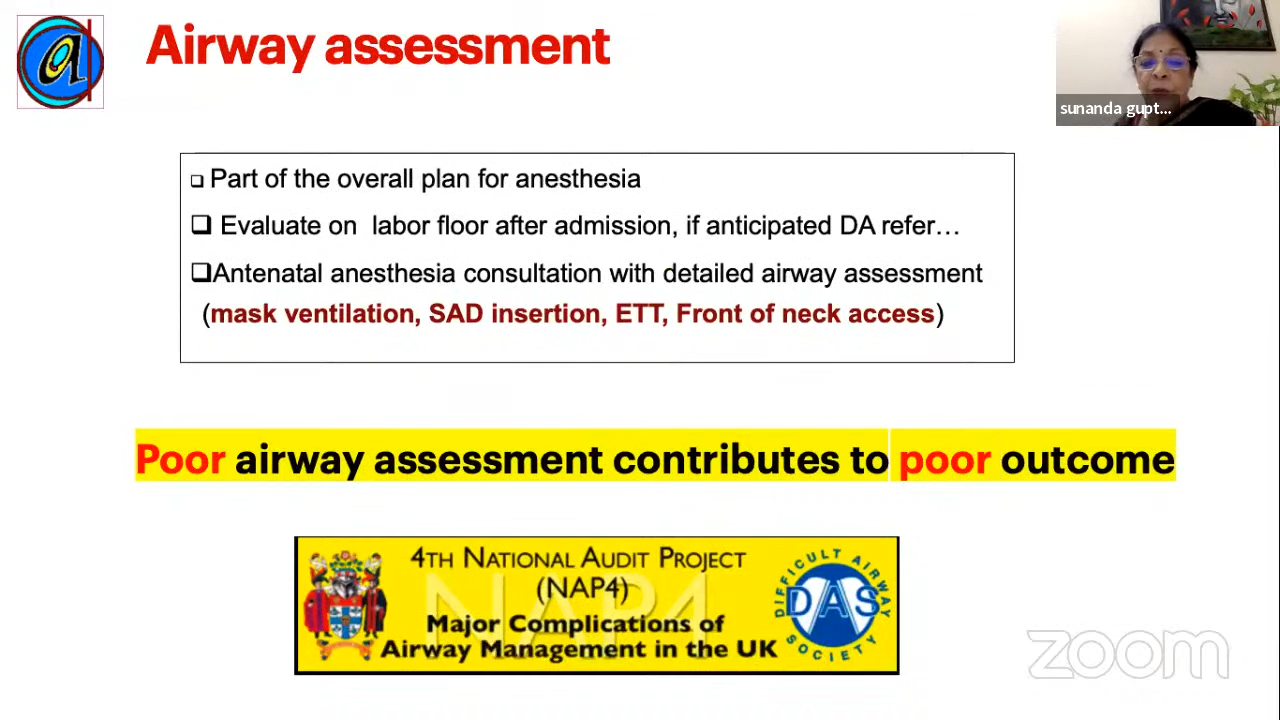 Airway assessment
sunanda gupt...
Part of the overall plan for anesthesia
Evaluate on labor floor after admission, if anticipated DA refer…
Antenatal anesthesia consultation with detailed airway assessment
(mask ventilation, SAD insertion, ETT, Front of neck access)
Poor airway assessment contributes to poor outcome
4TH NATIONAL AUDIT PROJECT
(NAP4)
Major Complications of
Airway Management in the UK
NAP4
DIFFICULT AIRWAY
DAS
SOCIETY
zoom